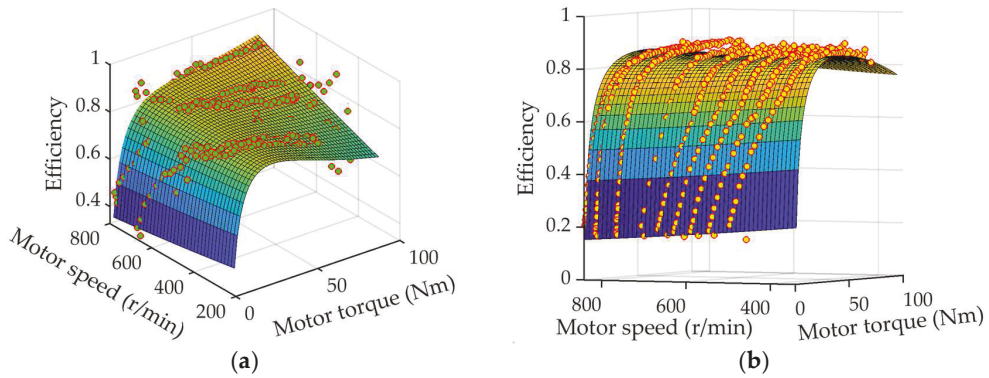 1
0.8
0.6
0.4
Efficiency
800
600
400
200
Motor speed (r/min)
0
50
100
Motor torque (Nm)
(a)
1
0.8
0.6
0.4
0.2
0
Efficiency
800
600
400
Motor speed (r/min)
0
50
100
Motor torque (Nm)
(b)